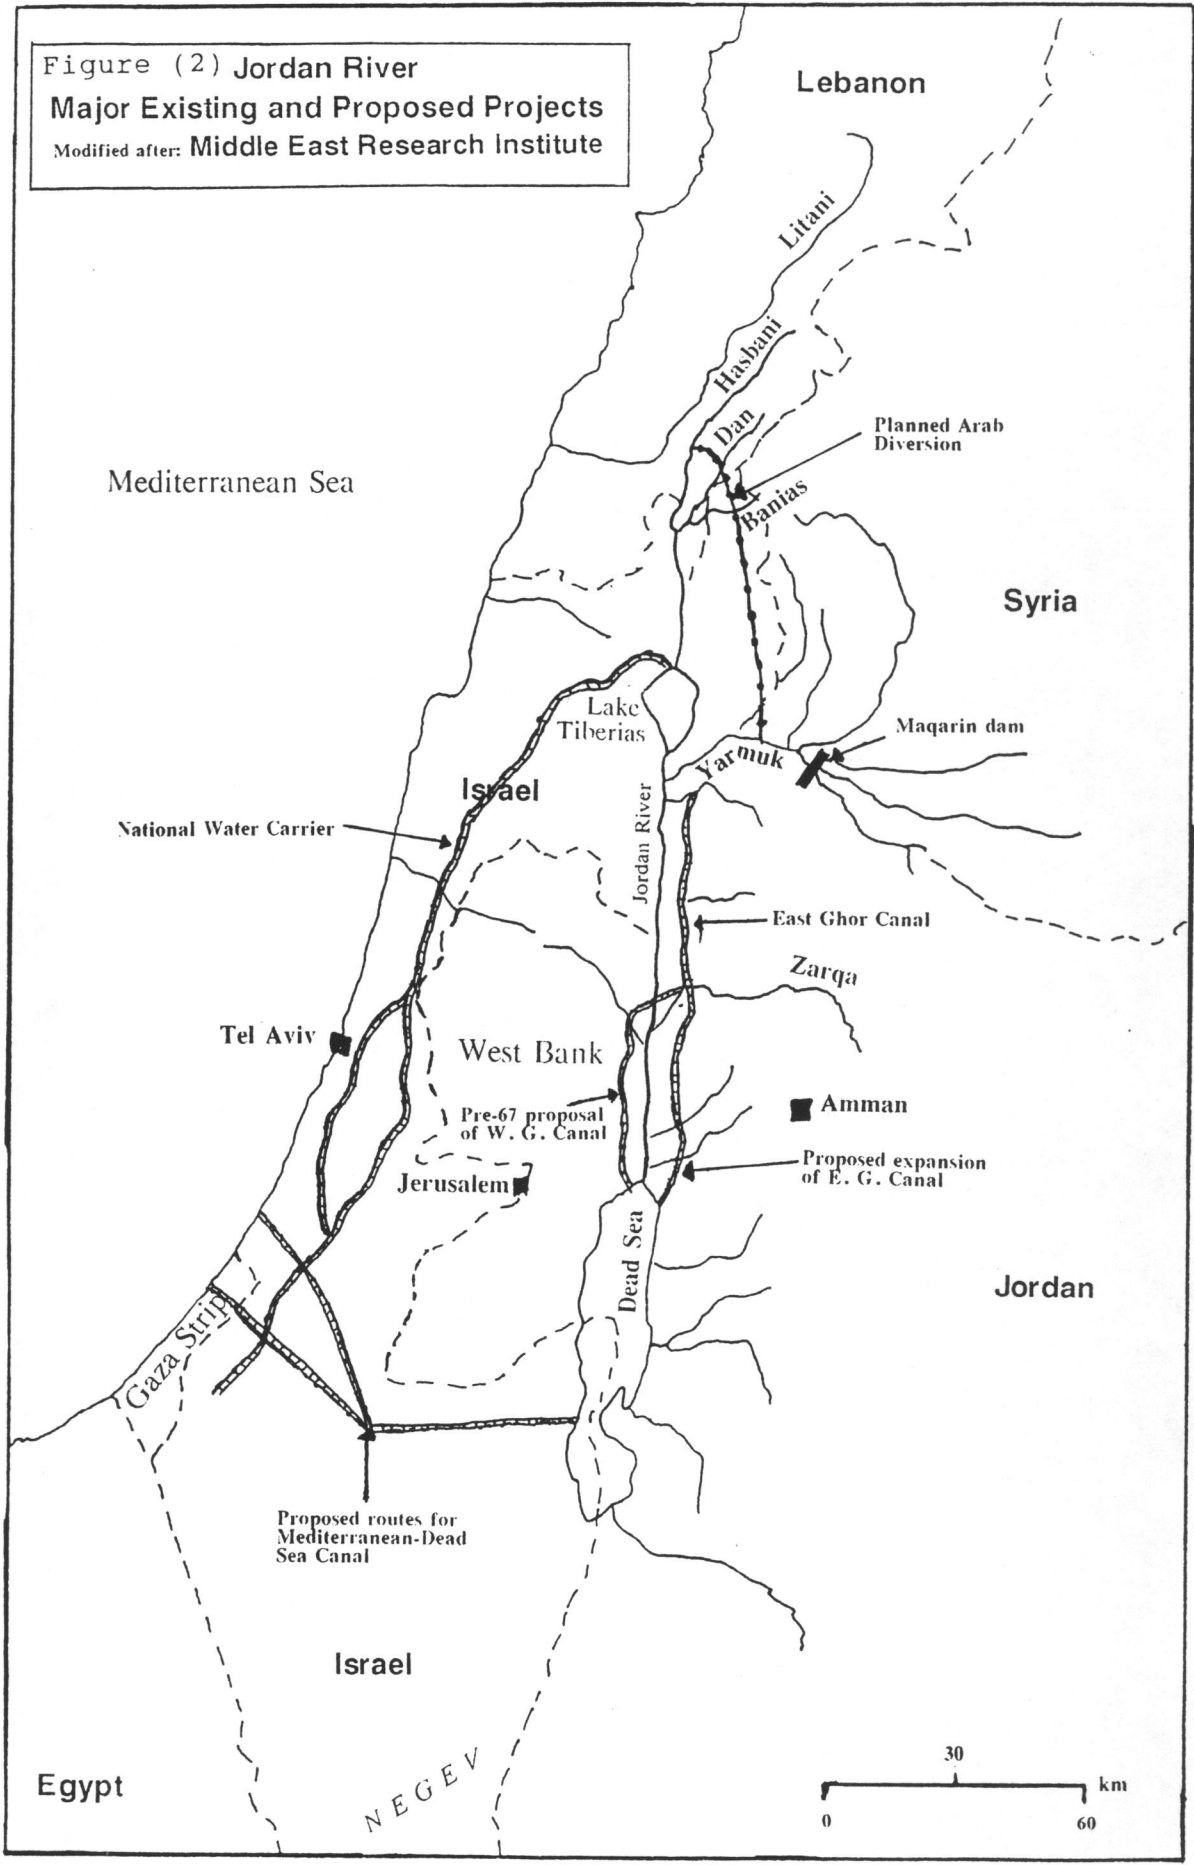 Figure (2) Jordan River
Major Existing and Proposed Projects
Modified after: Middle East Research Institute
Lebanon
Litani
Hasbani
Dan
Planned Arab
Diversion
Mediterranean Sea
Banias
Syria
Lake
Tiberias
Maqarin dam
Yarmuk
Israel
National Water Carrier
Jordan River
East Ghor Canal
Zarqa
Tel Aviv
West Bank
Amman
Pre-67 proposal
of W. G. Canal
Proposed expansion
of E. G. Canal
Jerusalem
Dead Sea
Jordan
Gaza Strip
Proposed routes for
Mediterranean-Dead
Sea Canal
Israel
NEGEV
Egypt
30
km
0
60